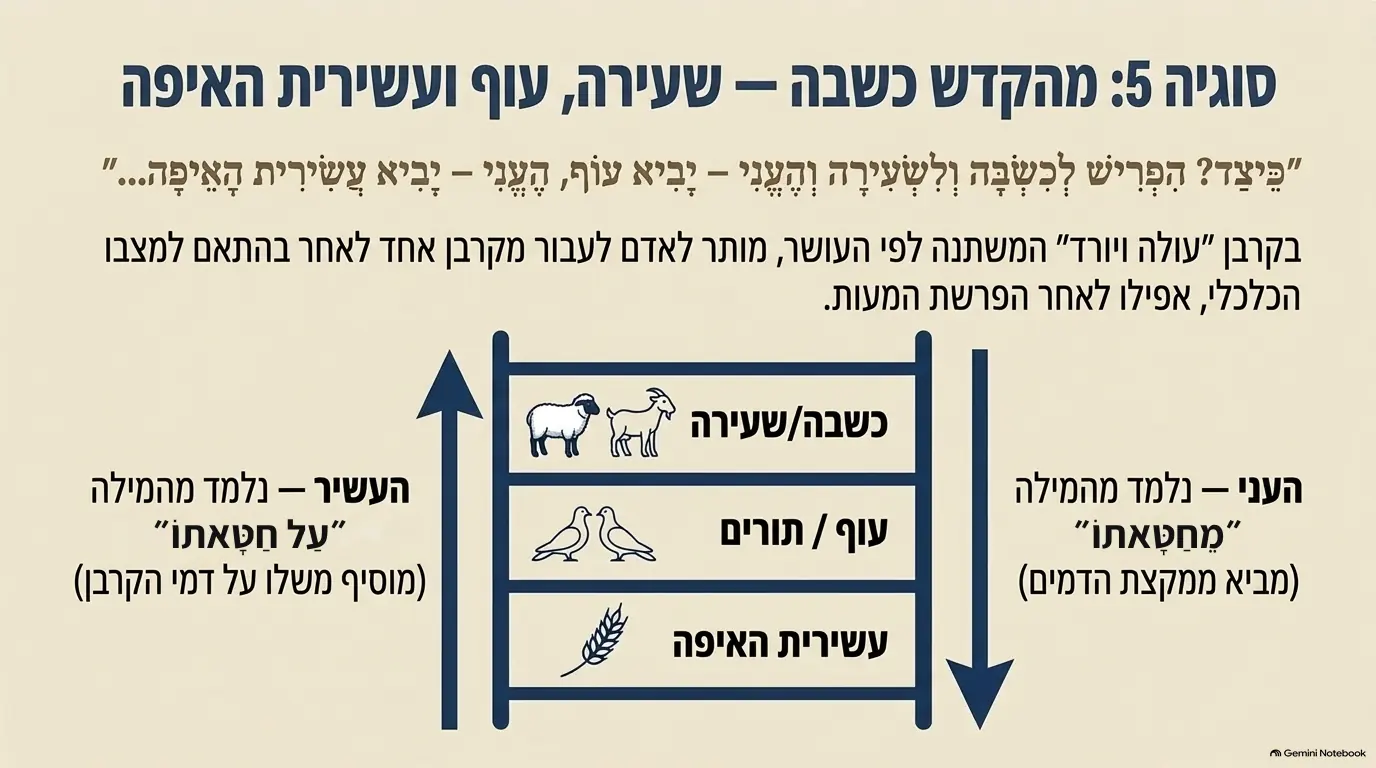 סוגיה 5: מהקדש כשבה — שעירה, עוף ועשירית האיפה
"כֵּיצַד? הִפְרִישׁ לְכִשְׂבָּה וְלִשְׂעִירָה וְהֶעֱנִי – יָבִיא עוֹף, הֶעֱנִי – יָבִיא עֲשִׂירִית הָאֵיפָה..."
בקרבן "עולה ויורד" המשתנה לפי העושר, מותר לאדם לעבור מקרבן אחד לאחר בהתאם למצבו
הכלכלי, אפילו לאחר הפרשת המעות.
העני — נלמד מהמילה
"מֵחַטָּאתוֹ"
(מביא ממקצת הדמים)
כשבה/שעירה
עוף / תורים
עשירית האיפה
העשיר — נלמד מהמילה
"עַל חַטָּאתוֹ"
(מוסיף משלו על דמי הקרבן)
Gemini Notebook